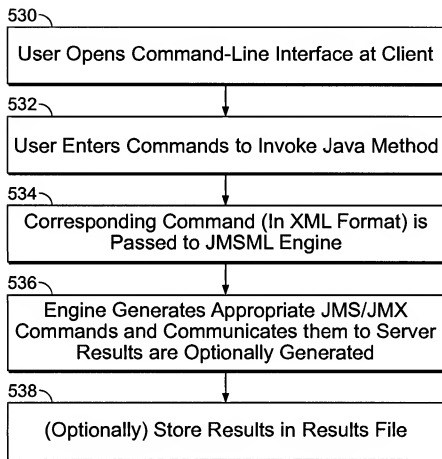 530
User Opens Command-Line Interface at Client
532
User Enters Commands to Invoke Java Method
534
Corresponding Command (In XML Format) is
Passed to JMSML Engine
536
Engine Generates Appropriate JMS/JMX
Commands and Communicates them to Server
Results are Optionally Generated
538
(Optionally) Store Results in Results File